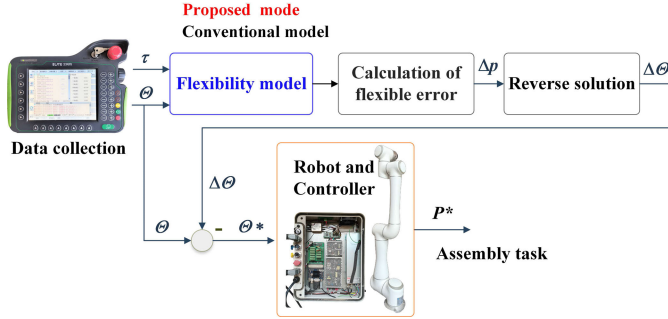 Proposed mode
Conventional model
ELITE
τ
Θ
Flexibility model
Calculation of
flexible error
Δp
Reverse solution
ΔΘ
Data collection
ΔΘ
Robot and
Controller
Θ
-
Θ*
P*
Assembly task